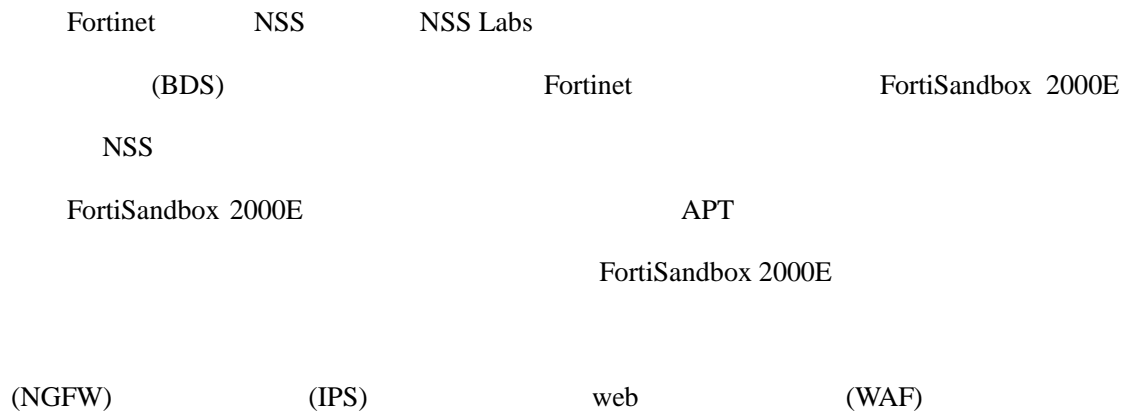 Fortinet NSS NSS Labs
(BDS) Fortinet FortiSandbox 2000E
NSS
FortiSandbox 2000E APT
FortiSandbox 2000E
(NGFW) (IPS) web (WAF)